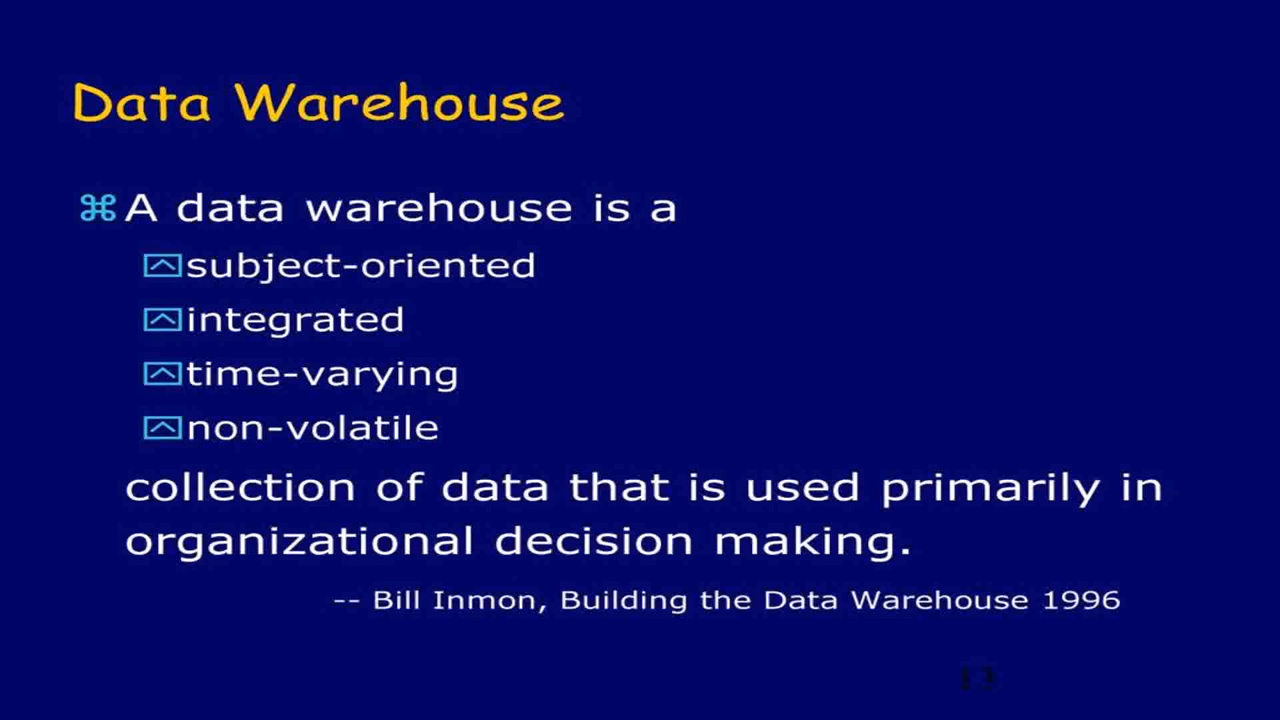 Data Warehouse
⌘ A data warehouse is a
subject-oriented
integrated
time-varying
non-volatile
collection of data that is used primarily in
organizational decision making.
-- Bill Inmon, Building the Data Warehouse 1996